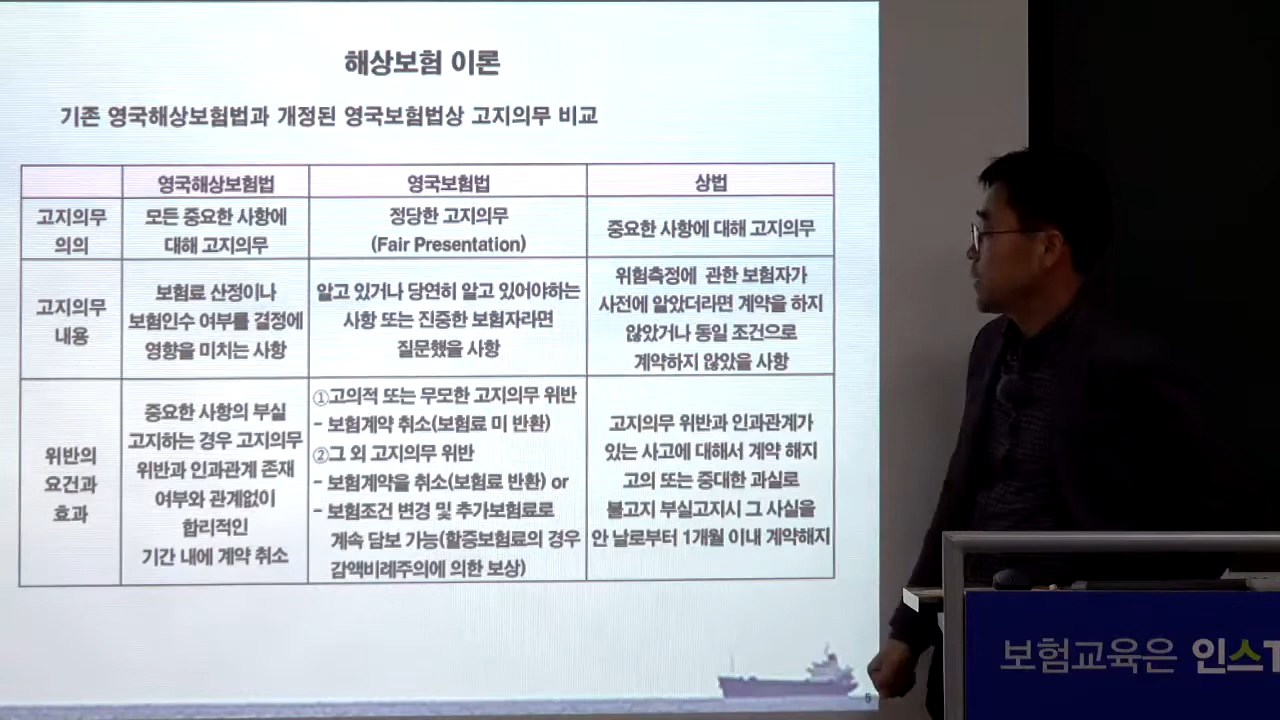 해상보험 이론
기존 영국해상보험법과 개정된 영국보험법상 고지의무 비교
영국해상보험법
영국보험법
상법
고지의무
의의
모든 중요한 사항에
대해 고지의무
정당한 고지의무
(Fair Presentation)
중요한 사항에 대해 고지의무
고지의무
내용
보험료 산정이나
보험인수 여부를 결정에
영향을 미치는 사항
알고 있거나 당연히 알고 있어야하는
사항 또는 진중한 보험자라면
질문했을 사항
위험측정에 관한 보험자가
사전에 알았더라면 계약을 하지
않았거나 동일 조건으로
계약하지 않았을 사항
위반의
요건과
효과
중요한 사항의 부실
고지하는 경우 고지의무
위반과 인과관계 존재
여부와 관계없이
합리적인
기간 내에 계약 취소
①고의적 또는 무모한 고지의무 위반
- 보험계약 취소(보험료 미 반환)
②그 외 고지의무 위반
- 보험계약을 취소(보험료 반환) or
- 보험조건 변경 및 추가보험료로
계속 담보 가능(할증보험료의 경우
감액비례주의에 의한 보상)
고지의무 위반과 인과관계가
있는 사고에 대해서 계약 해지
고의 또는 중대한 과실로
불고지 부실고지시 그 사실을
안 날로부터 1개월 이내 계약해지
5
보험교육은 인스